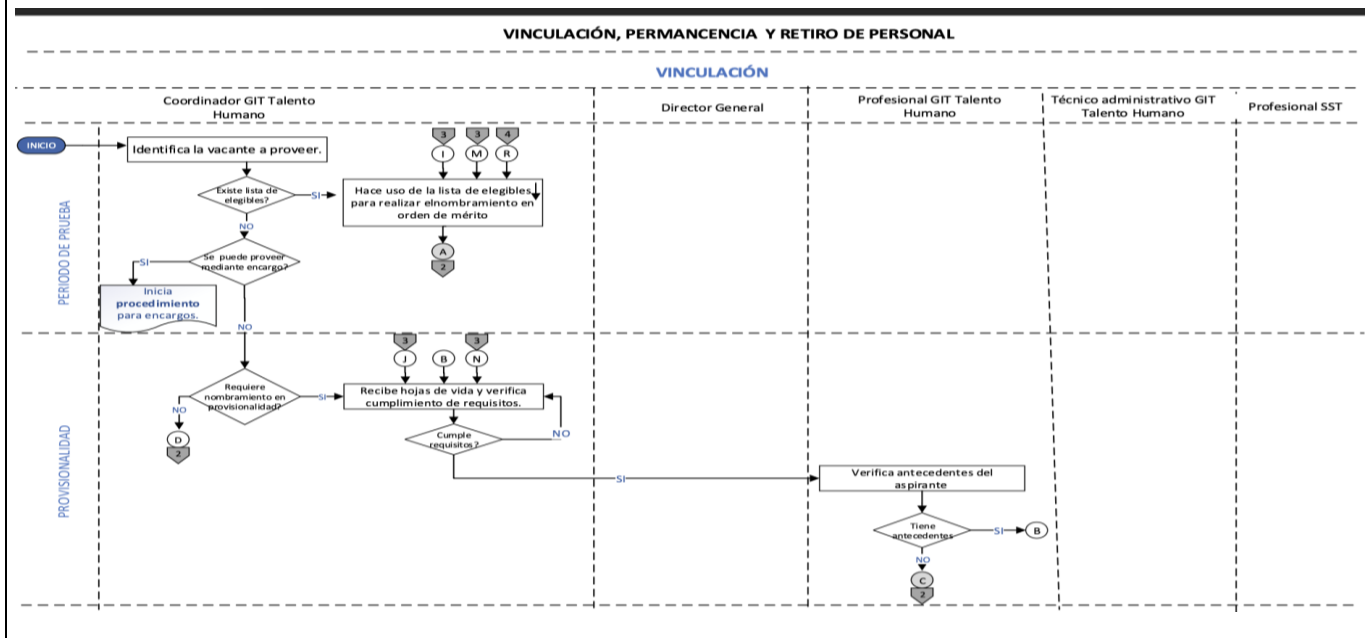 VINCULACIÓN, PERMANCENCIA Y RETIRO DE PERSONAL
VINCULACIÓN
Coordinador GIT Talento
Humano
Director General
Profesional GIT Talento
Humano
Técnico administrativo GIT
Talento Humano
Profesional SST
PERIODO DE PRUEBA
INICIO
Identifica la vacante a proveer.
3
I
3
M
4
R
Existe lista de
elegibles?
SI
Hace uso de la lista de elegibles
para realizar elnombramiento en
orden de mérito
NO
A
2
Se puede proveer
mediante encargo?
SI
Inicia
procedimiento
para encargos.
NO
PROVISIONALIDAD
3
J
B
3
N
Requiere
nombramiento en
provisionalidad?
SI
Recibe hojas de vida y verifica
cumplimiento de requisitos.
NO
D
2
Cumple
requisitos?
NO
SI
Verifica antecedentes del
aspirante
Tiene
antecedentes
SI
B
NO
C
2